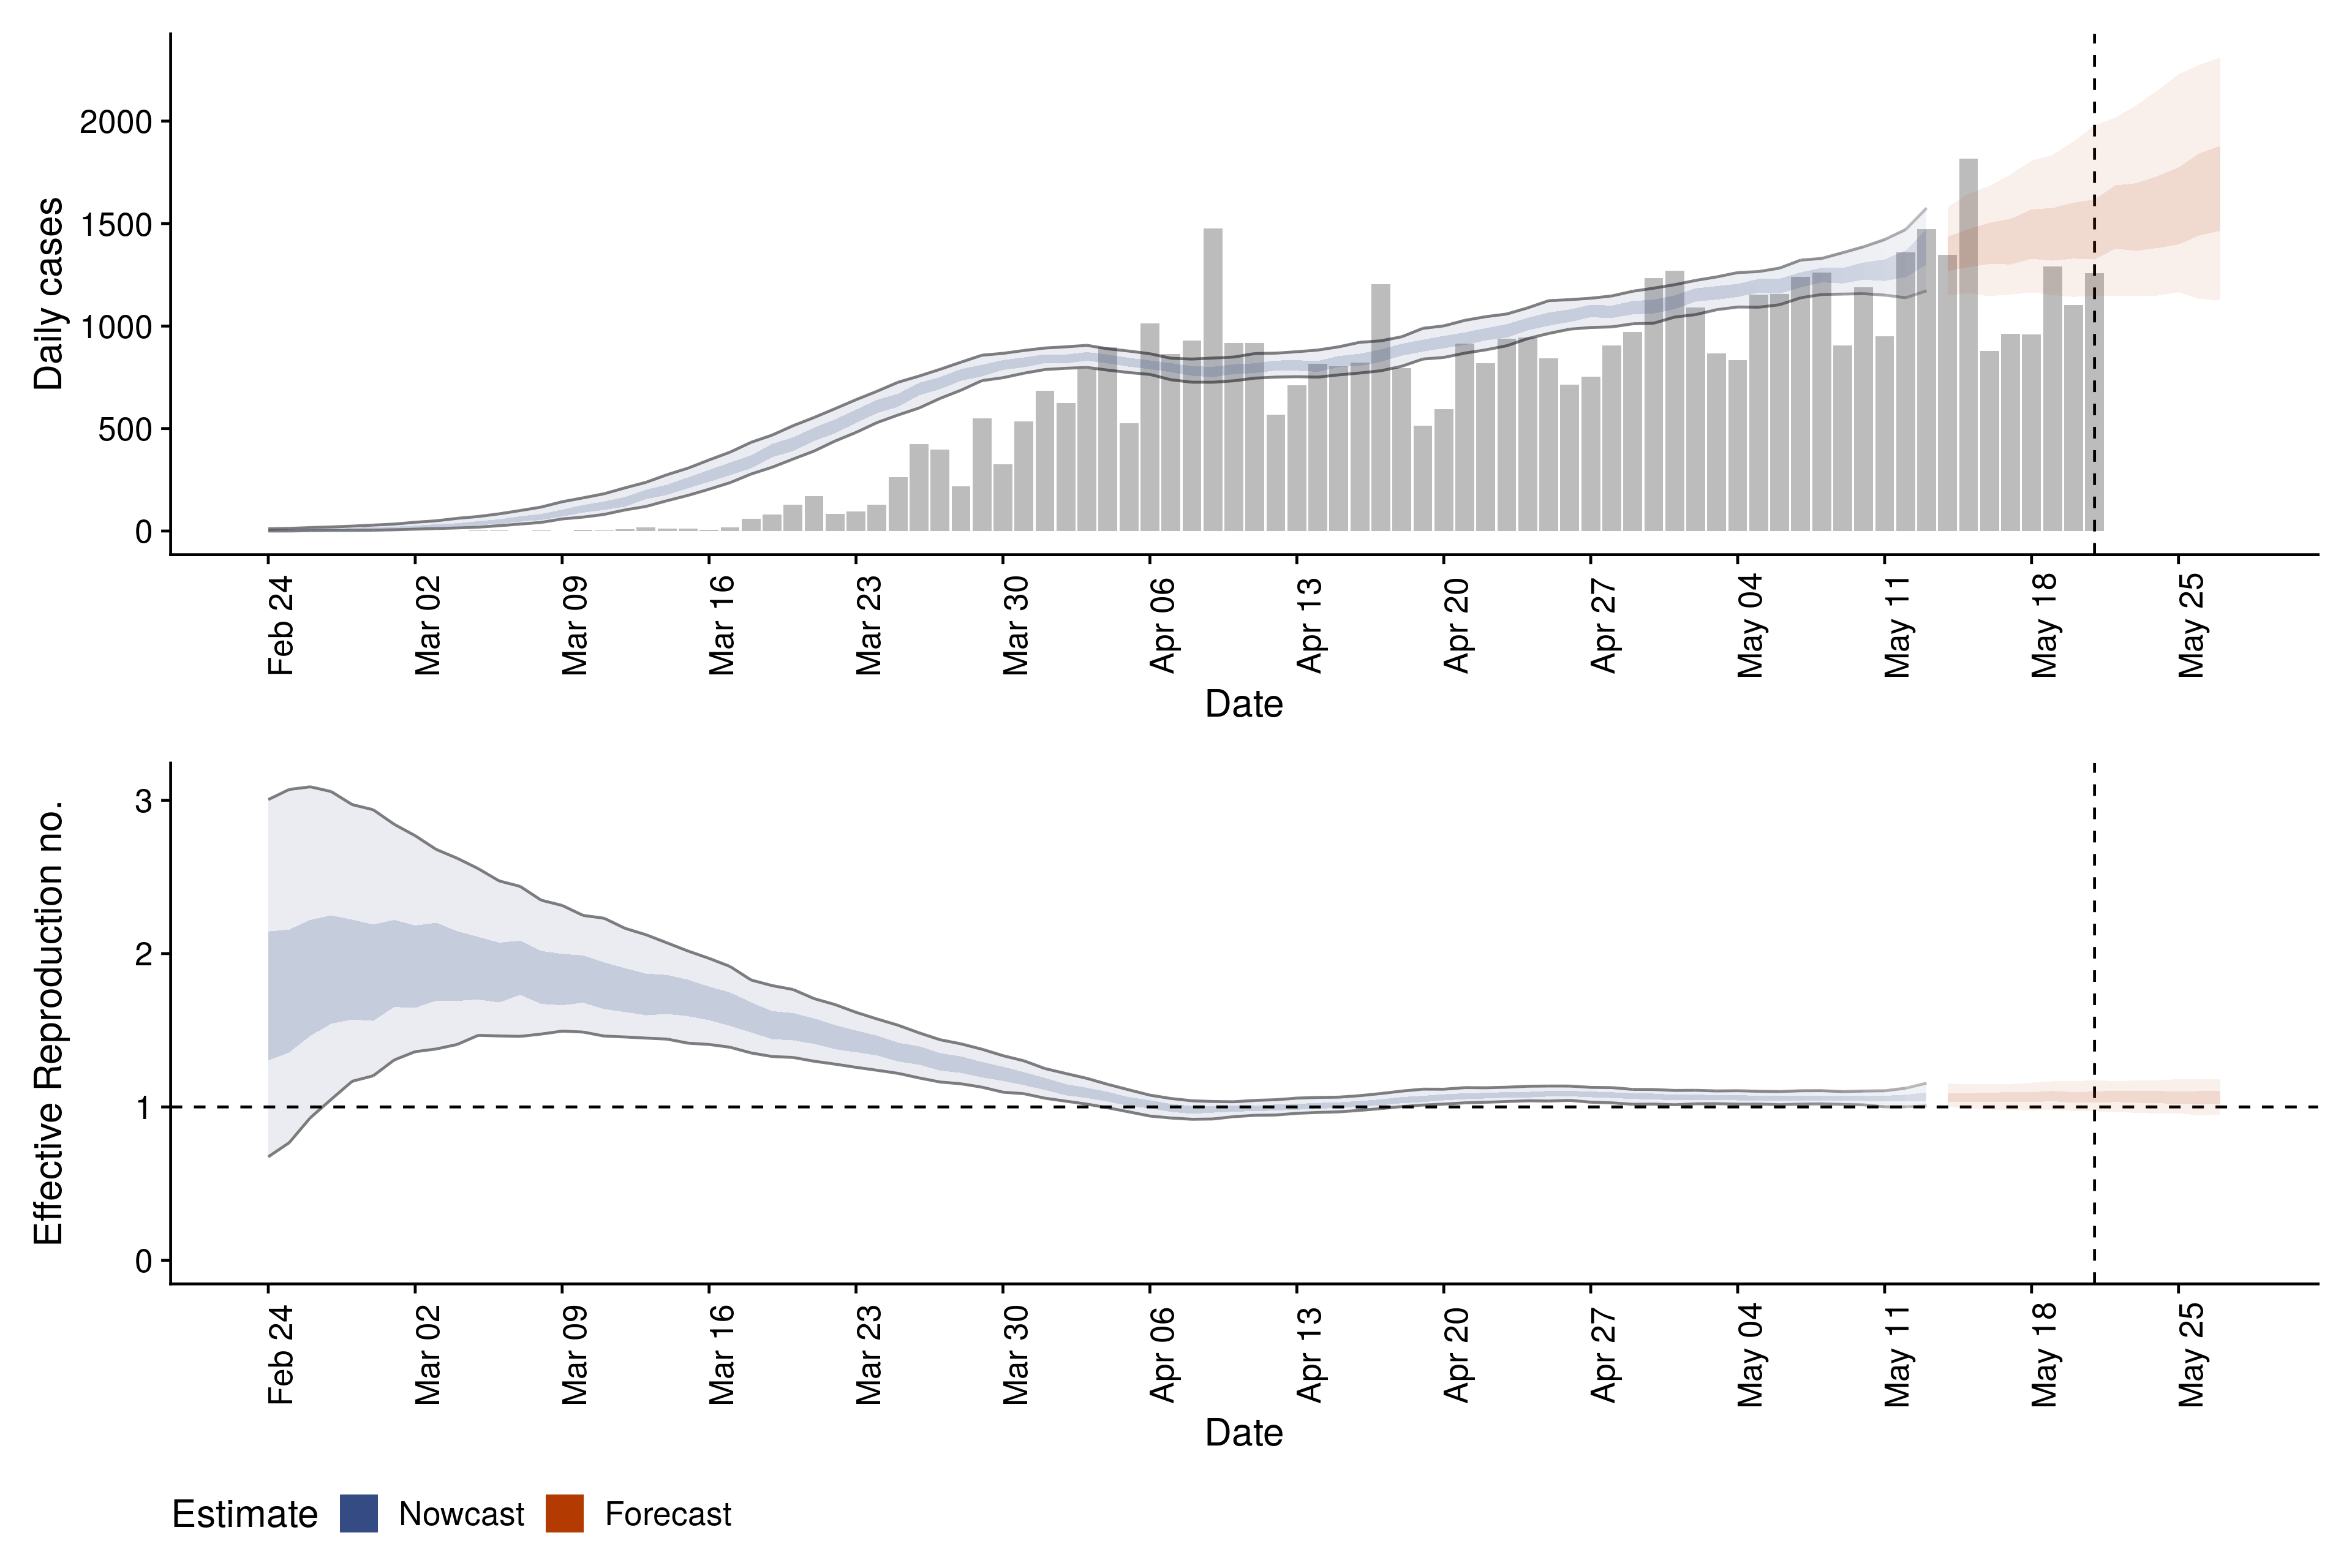 Daily cases
2000
1500
1000
500
0
Feb 24
Mar 02
Mar 09
Mar 16
Mar 23
Mar 30
Apr 06
Apr 13
Apr 20
Apr 27
May 04
May 11
May 18
May 25
Date
Effective Reproduction no.
3
2
1
0
Feb 24
Mar 02
Mar 09
Mar 16
Mar 23
Mar 30
Apr 06
Apr 13
Apr 20
Apr 27
May 04
May 11
May 18
May 25
Date
Estimate Nowcast Forecast